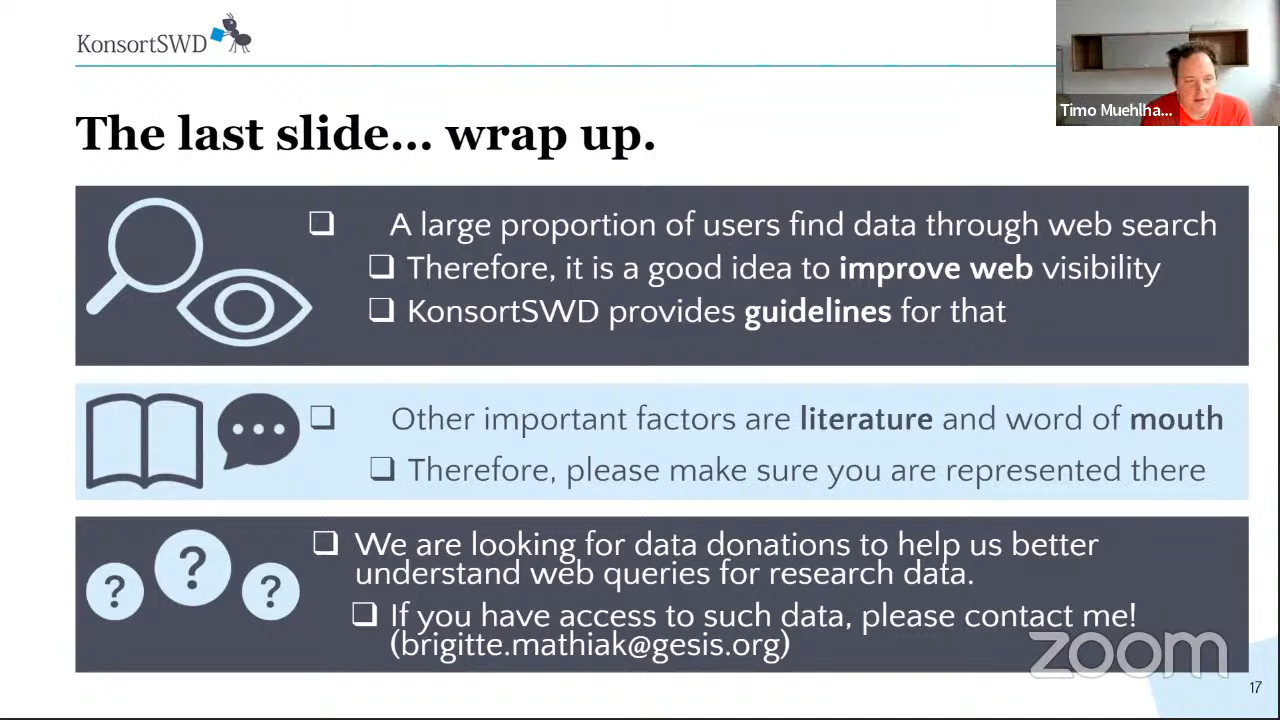 KonsortSWD
Timo Muehlha...
The last slide... wrap up.
❏ A large proportion of users find data through web search
❏ Therefore, it is a good idea to improve web visibility
❏ KonsortSWD provides guidelines for that
❏ Other important factors are literature and word of mouth
❏ Therefore, please make sure you are represented there
? ? ?
❏ We are looking for data donations to help us better
understand web queries for research data.
❏ If you have access to such data, please contact me!
(brigitte.mathiak@gesis.org)
zoom
17